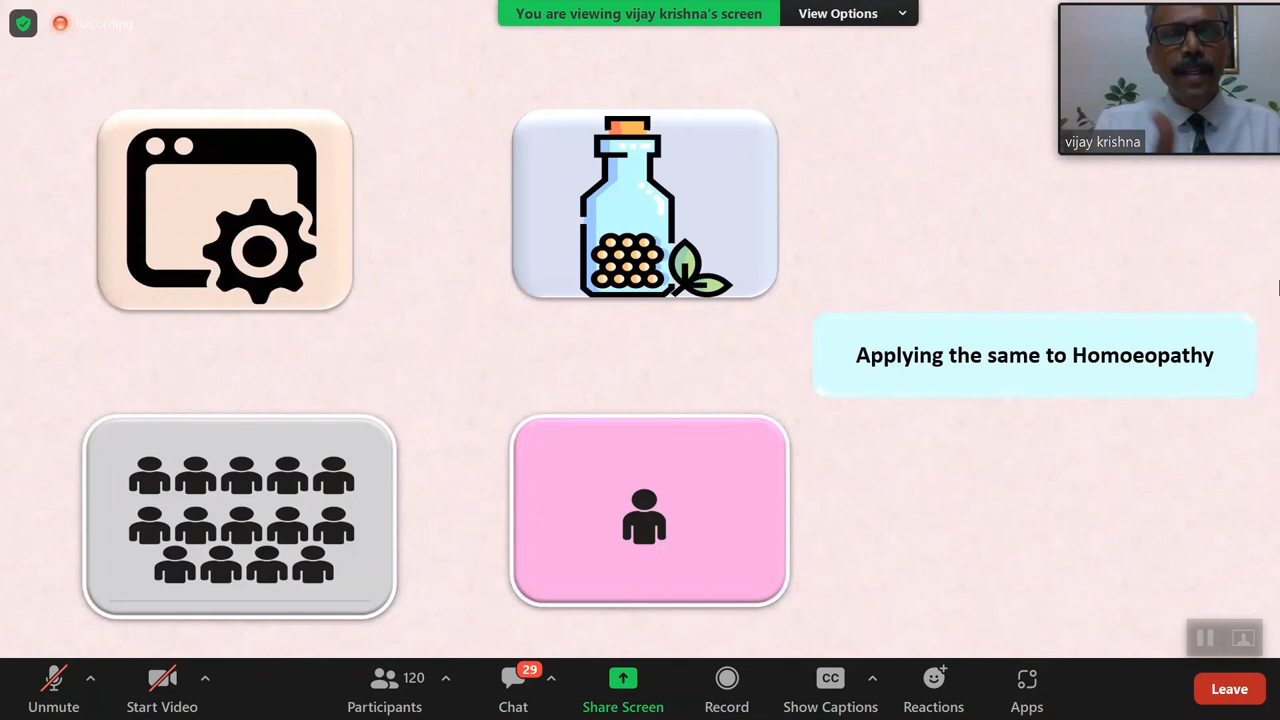 Recording
You are viewing vijay krishna's screen
View Options
vijay krishna
Applying the same to Homoeopathy
Unmute
Start Video
120
Participants
29
Chat
Share Screen
Record
CC
Show Captions
Reactions
Apps
Leave